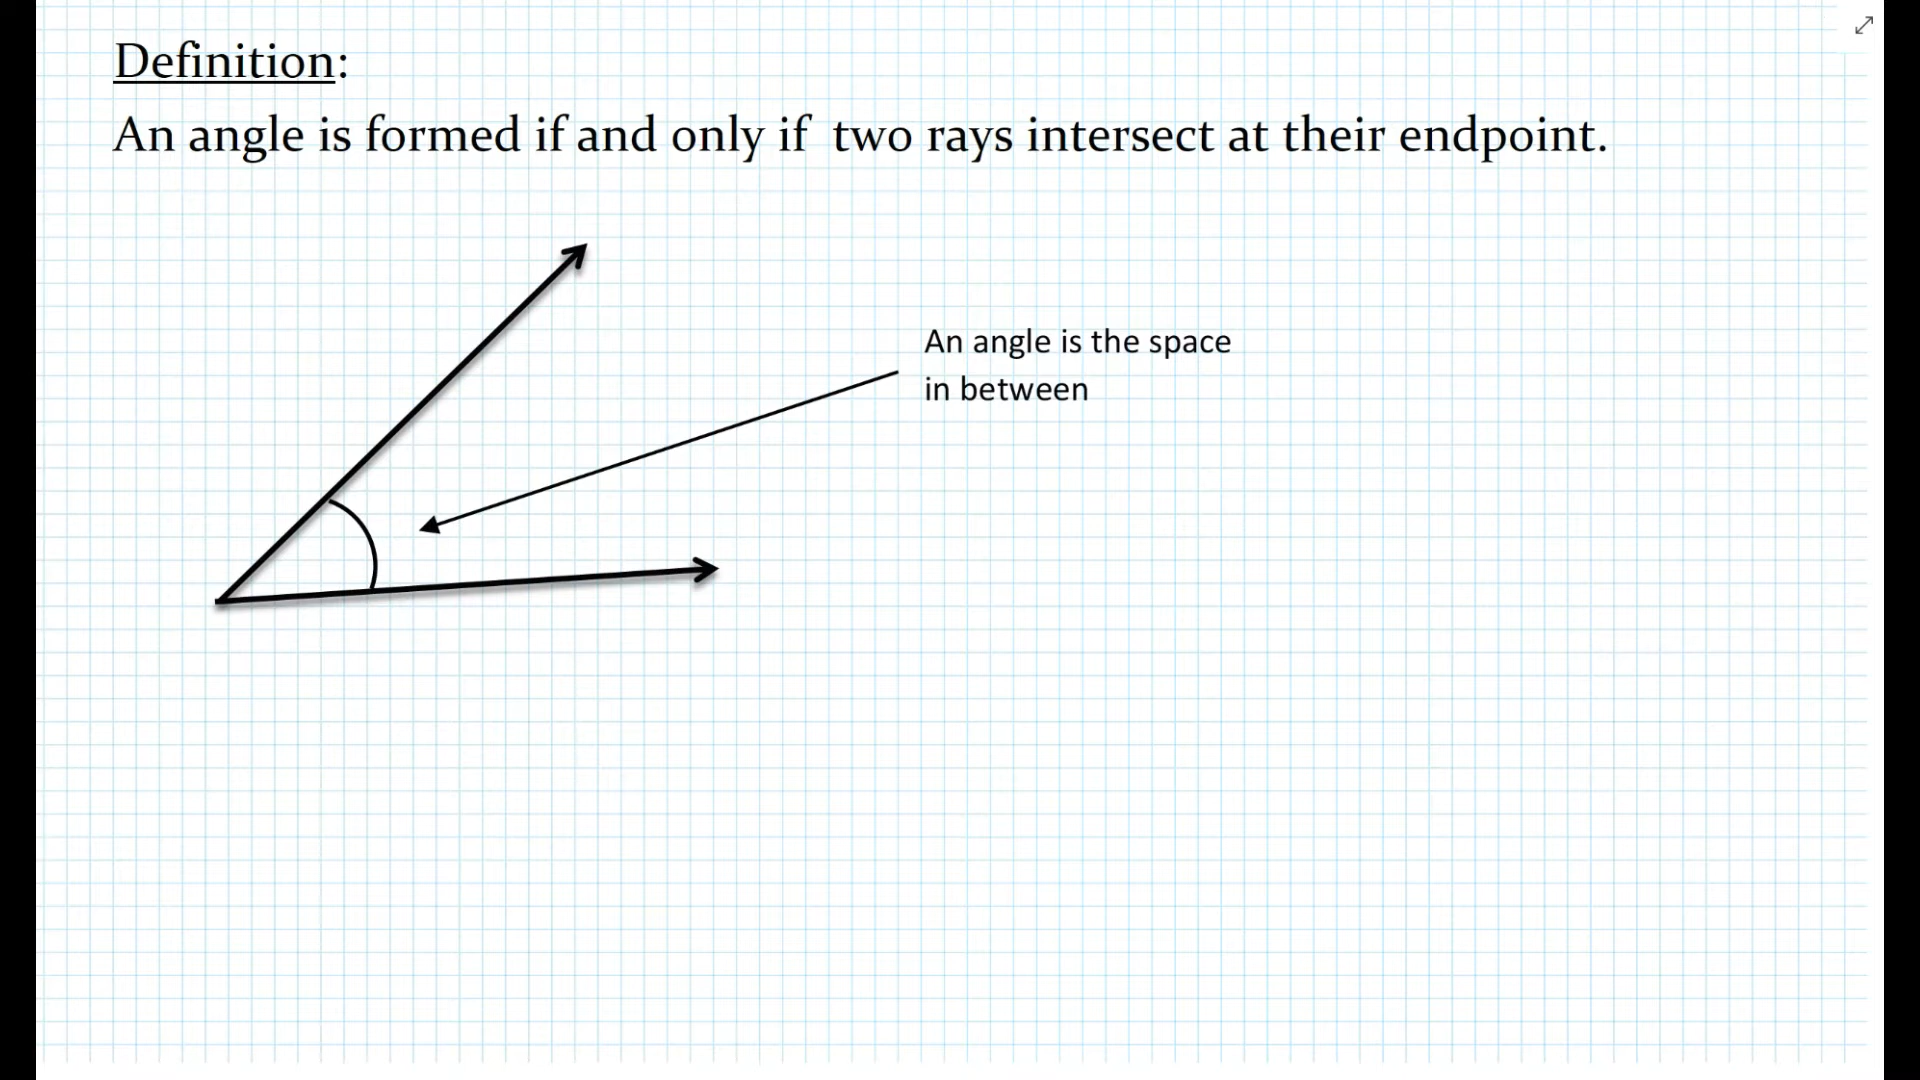 Definition:
An angle is formed if and only if two rays intersect at their endpoint.
An angle is the space
in between